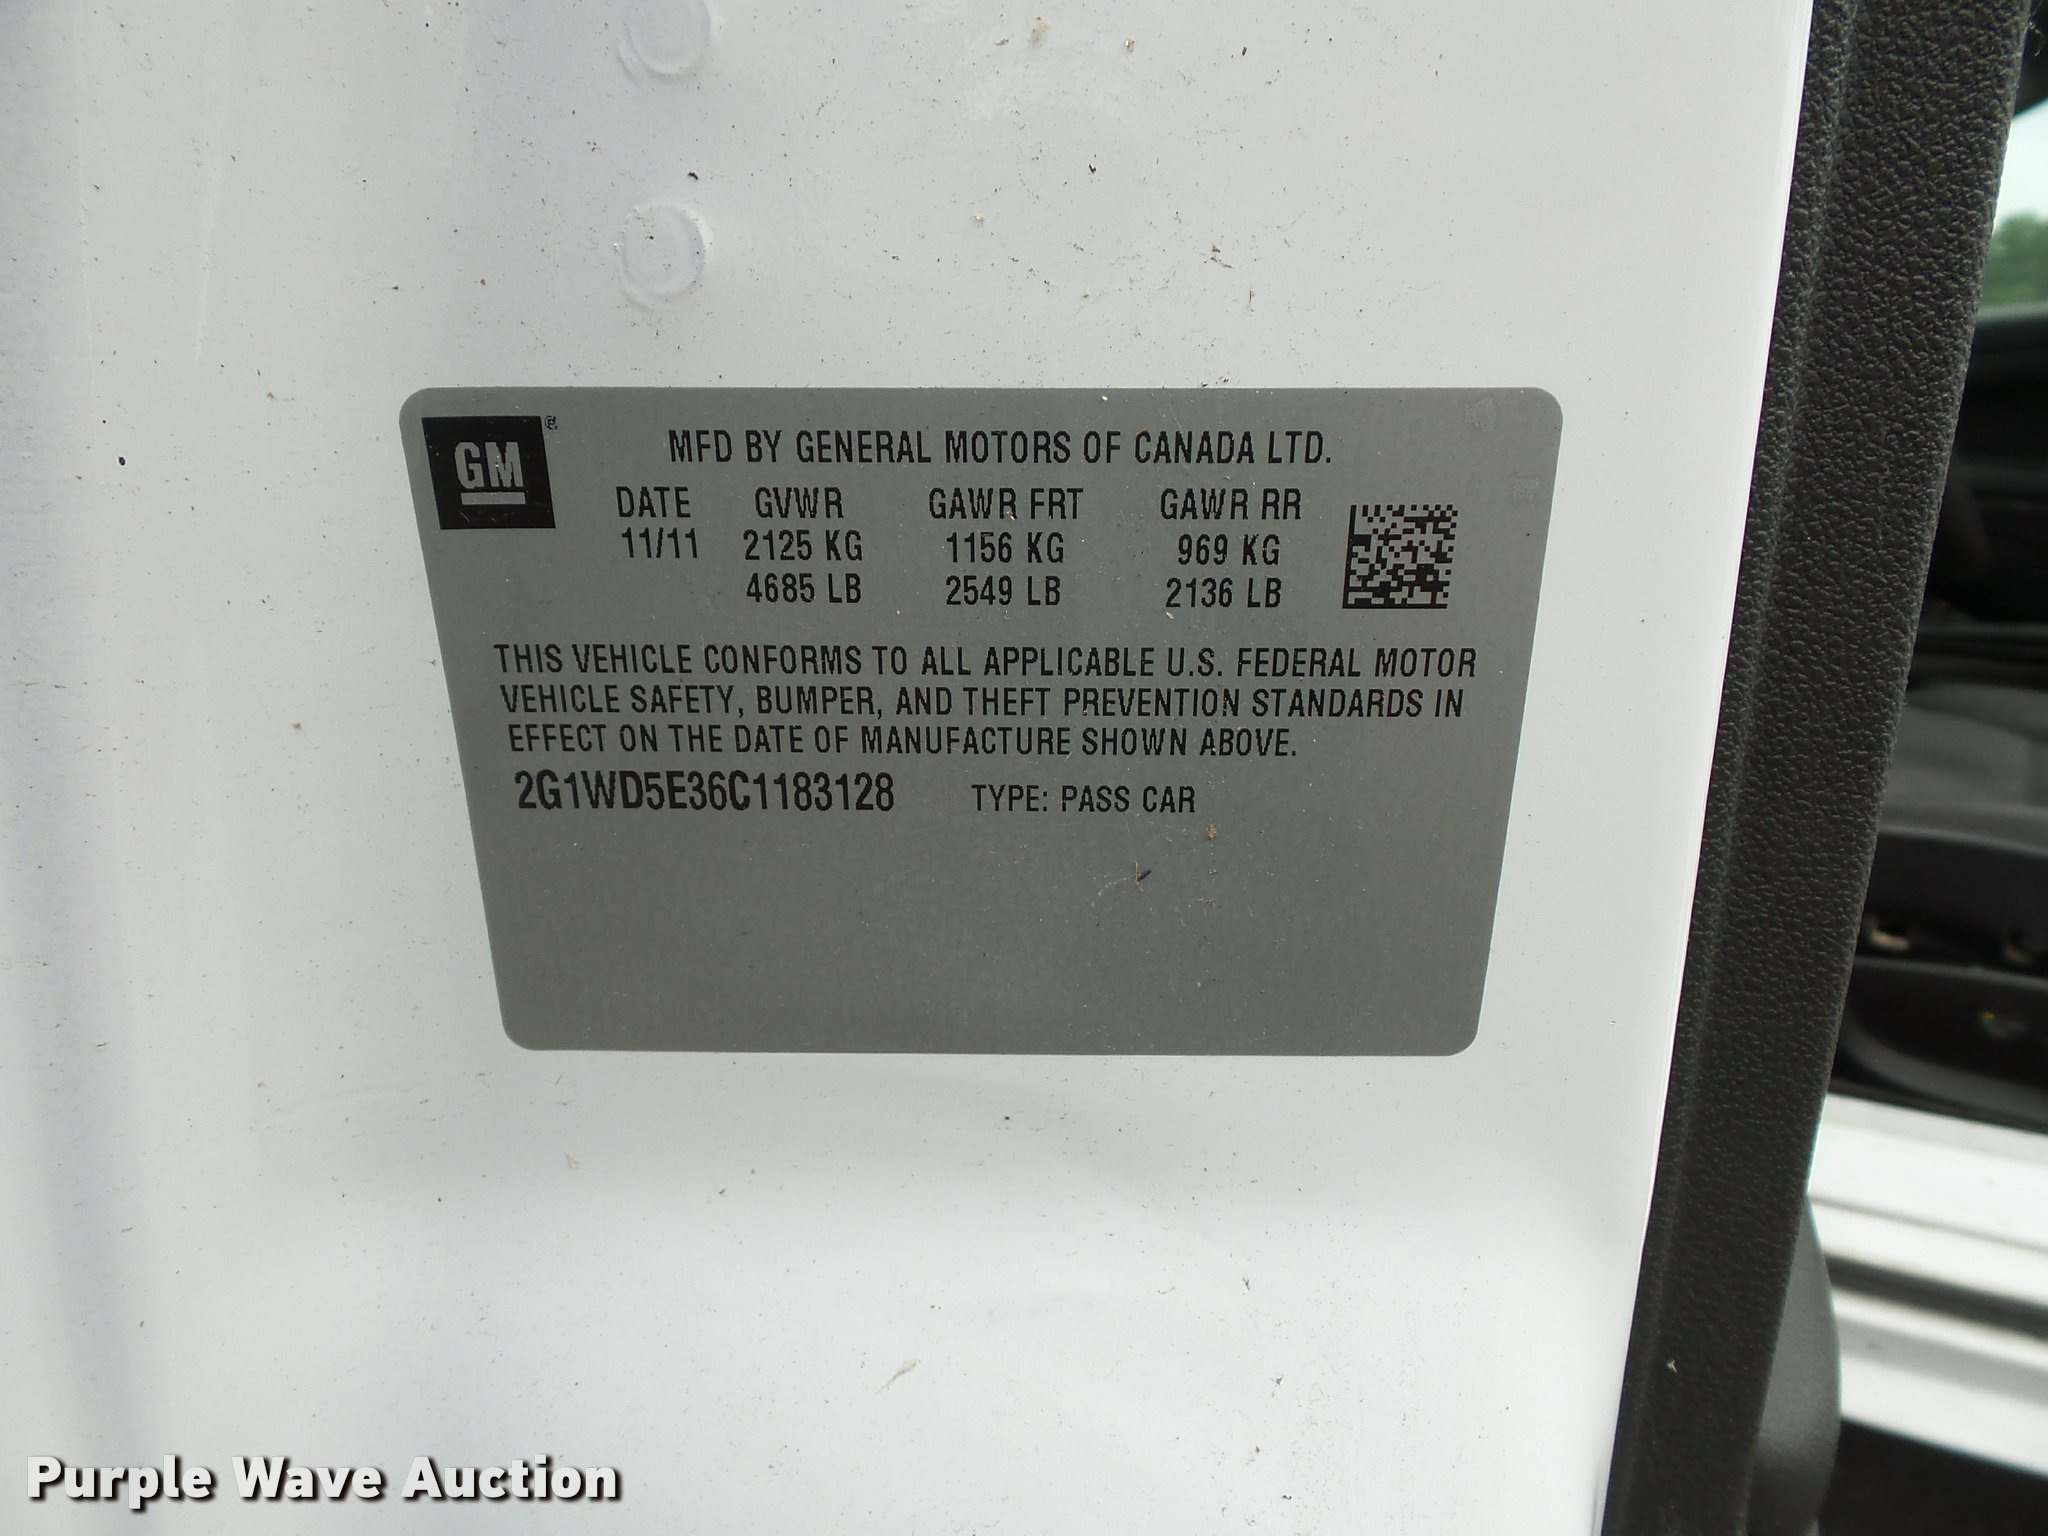 GM ®
MFD BY GENERAL MOTORS OF CANADA LTD.
DATE GVWR GAWR FRT GAWR RR
11/11 2125 KG 1156 KG 969 KG
4685 LB 2549 LB 2136 LB
THIS VEHICLE CONFORMS TO ALL APPLICABLE U.S. FEDERAL MOTOR
VEHICLE SAFETY, BUMPER, AND THEFT PREVENTION STANDARDS IN
EFFECT ON THE DATE OF MANUFACTURE SHOWN ABOVE.
2G1WD5E36C1183128 TYPE: PASS CAR
Purple Wave Auction